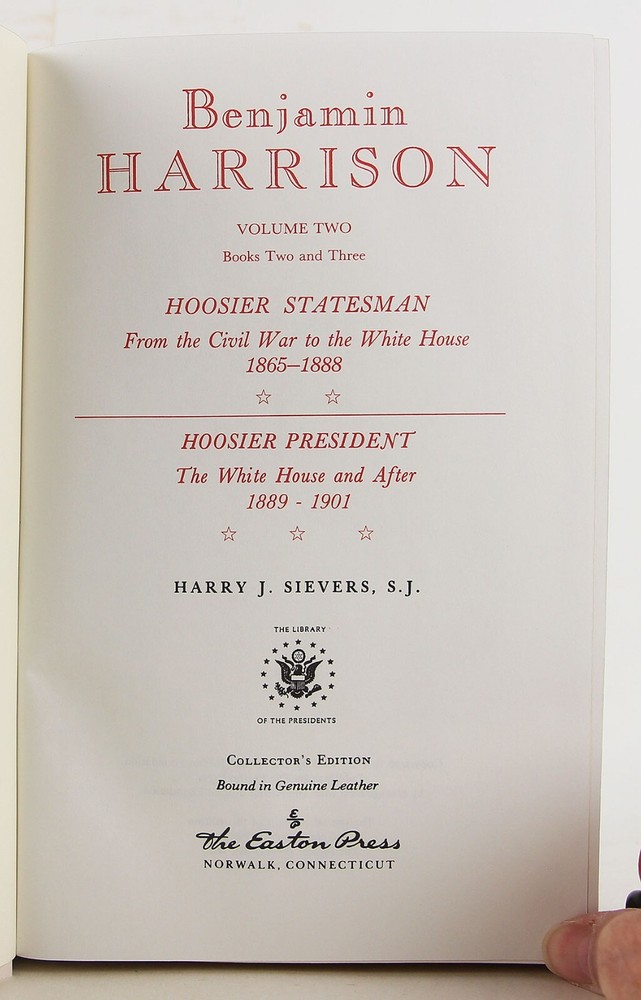 Benjamin
HARRISON
VOLUME TWO
Books Two and Three
HOOSIER STATESMAN
From the Civil War to the White House
1865–1888
☆ ☆
HOOSIER PRESIDENT
The White House and After
1889 - 1901
☆ ☆ ☆
HARRY J. SIEVERS, S.J.
THE LIBRARY
OF THE PRESIDENTS
COLLECTOR'S EDITION
Bound in Genuine Leather
E/P
The Easton Press
NORWALK, CONNECTICUT